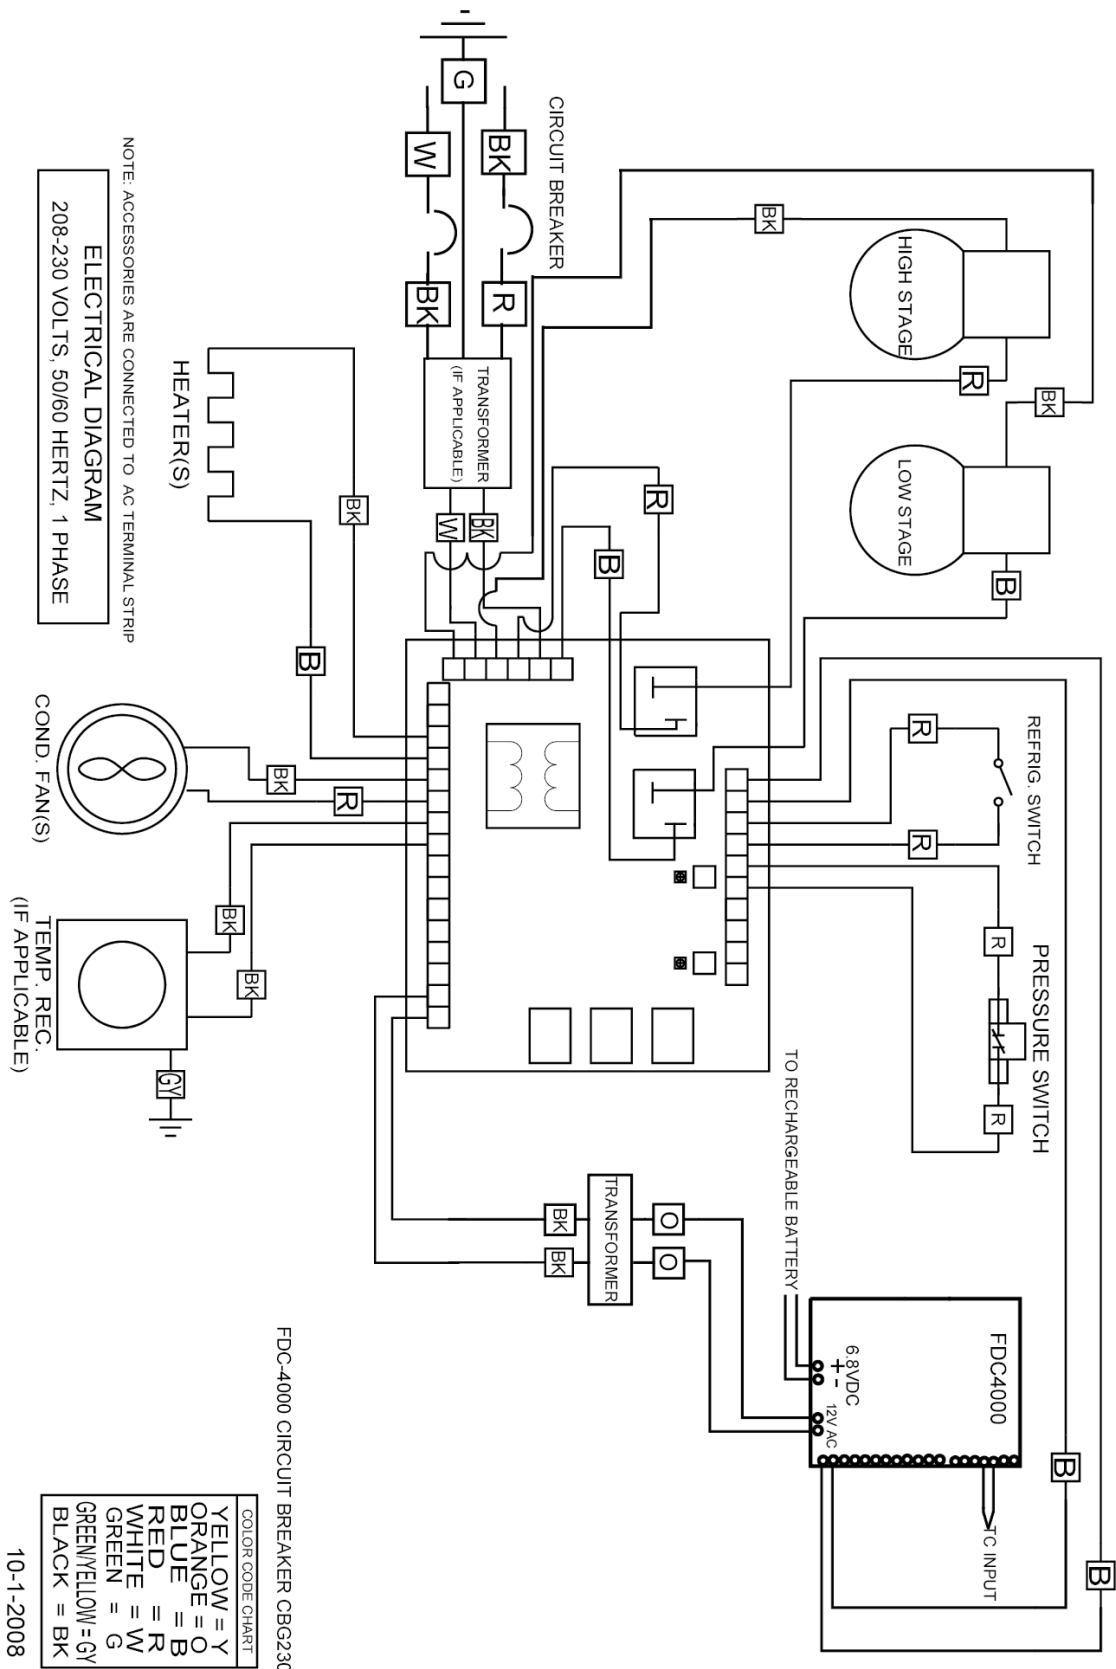 CIRCUIT BREAKER
G
BK
W
R
BK
TRANSFORMER
(IF APPLICABLE)
BK
W
HIGH STAGE
BK
R
LOW STAGE
BK
B
R
B
REFRIG. SWITCH
R
R
PRESSURE SWITCH
R
R
NOTE: ACCESSORIES ARE CONNECTED TO AC TERMINAL STRIP
ELECTRICAL DIAGRAM
208-230 VOLTS, 50/60 HERTZ, 1 PHASE
HEATER(S)
BK
B
COND. FAN(S)
BK
R
TEMP. REC.
(IF APPLICABLE)
BK
BK
GY
TRANSFORMER
BK
BK
O
O
TO RECHARGEABLE BATTERY
FDC4000
6.8VDC
+ -
12V AC
TC INPUT
B
B
FDC-4000 CIRCUIT BREAKER CBG230
COLOR CODE CHART
YELLOW = Y
ORANGE = O
BLUE = B
RED = R
WHITE = W
GREEN = G
GREEN/YELLOW = GY
BLACK = BK
10-1-2008